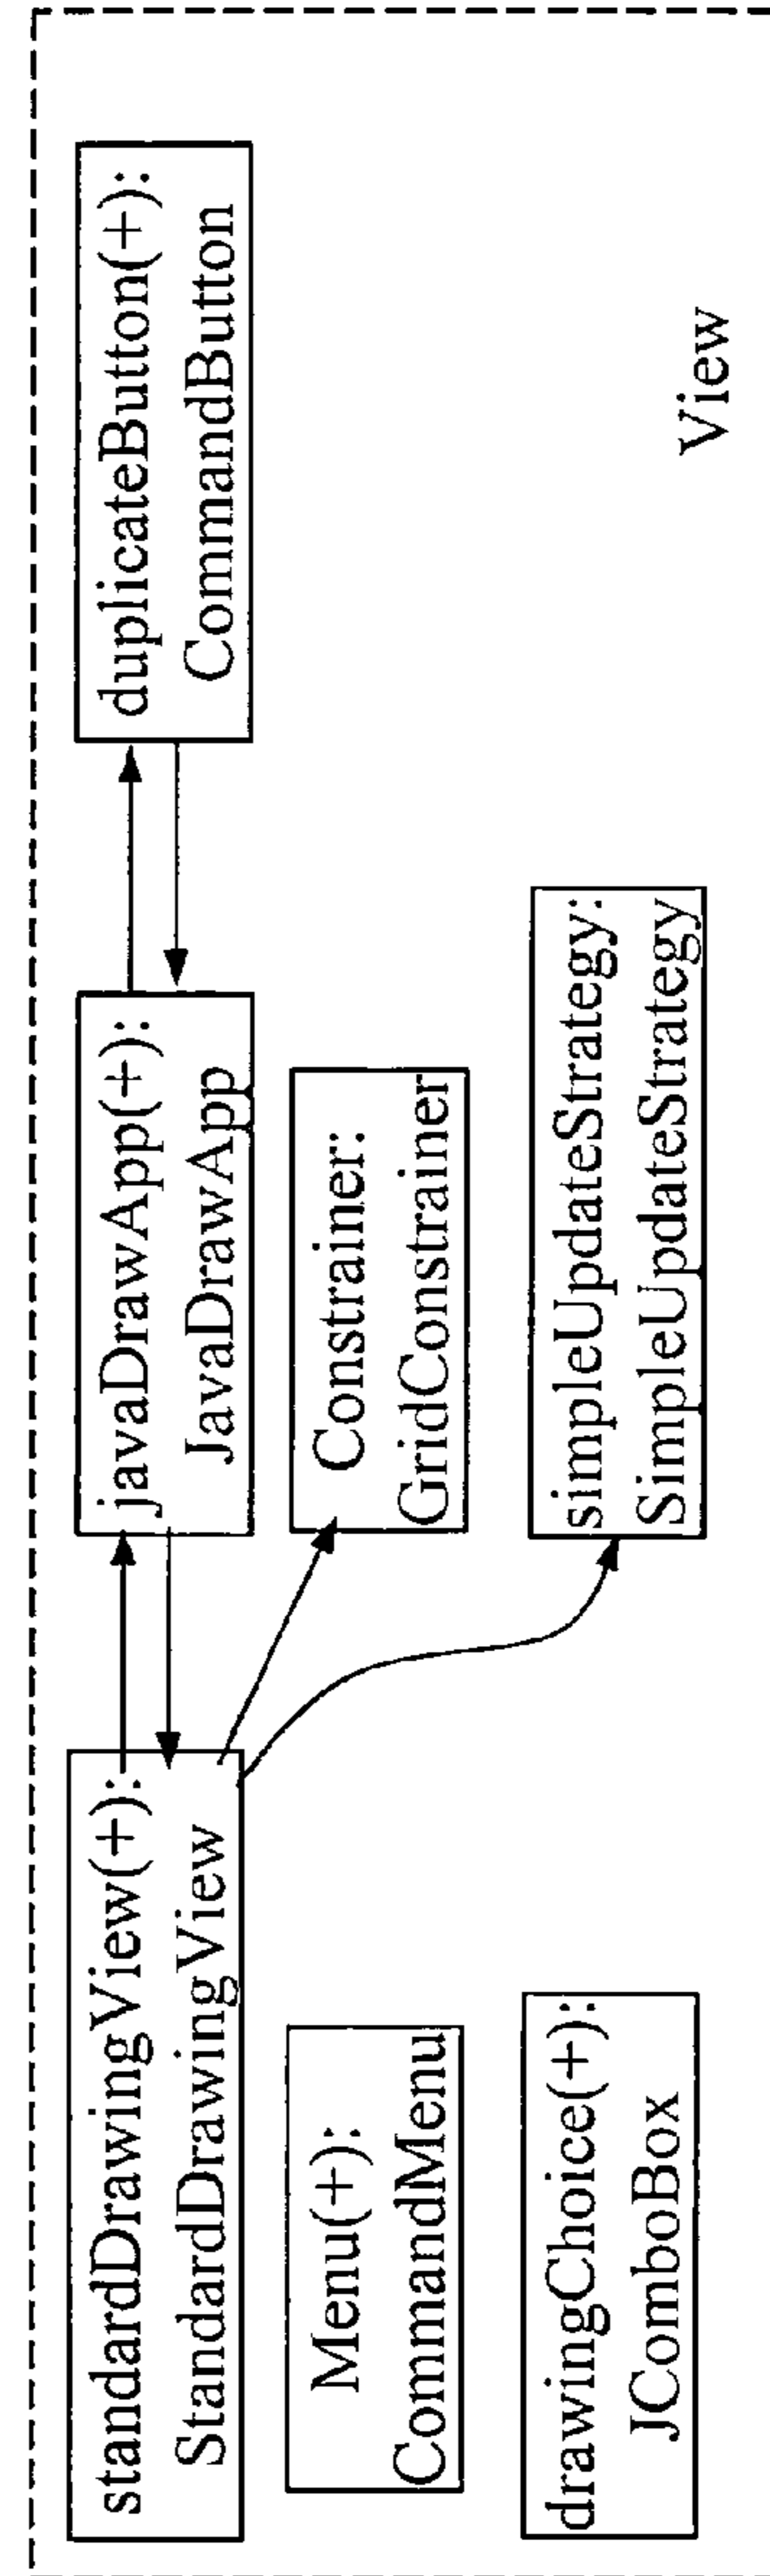 standardDrawingView(+):
StandardDrawingView
javaDrawApp(+):
JavaDrawApp
duplicateButton(+):
CommandButton
Menu(+):
CommandMenu
Constrainer:
GridConstrainer
drawingChoice(+):
JComboBox
simpleUpdateStrategy:
SimpleUpdateStrategy
View